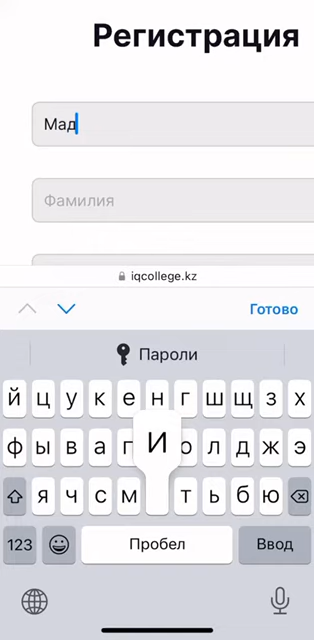 Регистрация
Мад
Фамилия
iqcollege.kz
Готово
Пароли
й ц у к е н г ш щ з х
ф ы в а п И о л д ж э
я ч с м т ь б ю
123 Пробел Ввод